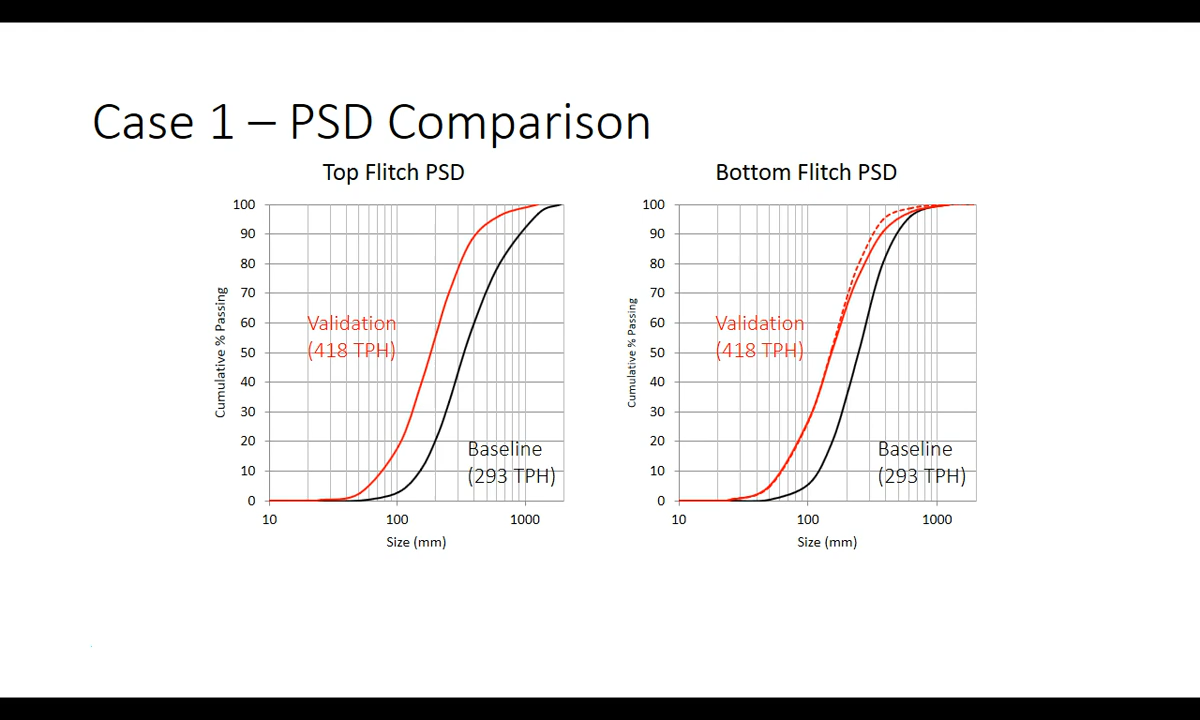 Case 1 – PSD Comparison
Top Flitch PSD
100
90
80
70
60
50
40
30
20
10
0
Cumulative % Passing
Validation
(418 TPH)
Baseline
(293 TPH)
10
100
1000
Size (mm)
Bottom Flitch PSD
100
90
80
70
60
50
40
30
20
10
0
Cumulative % Passing
Validation
(418 TPH)
Baseline
(293 TPH)
10
100
1000
Size (mm)